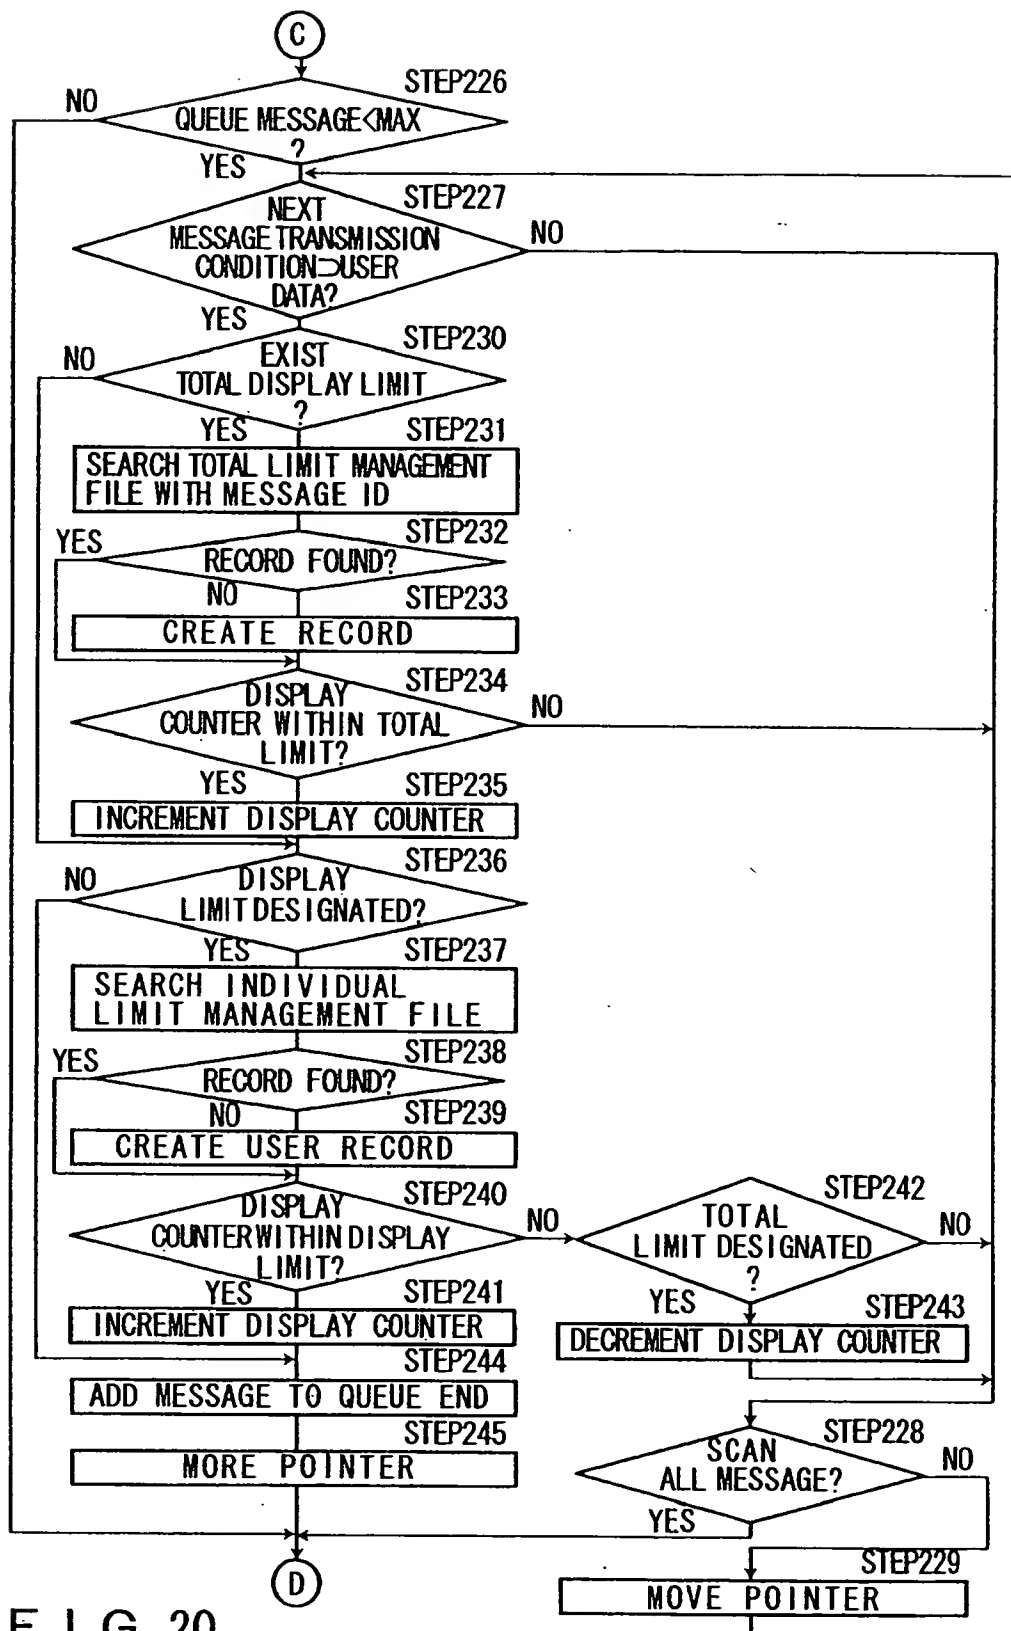 C
STEP226
NO
QUEUE MESSAGE<MAX
?
YES
STEP227
NEXT
MESSAGE TRANSMISSION
CONDITION⊃USER
DATA?
NO
YES
STEP230
NO
EXIST
TOTAL DISPLAY LIMIT
?
YES
STEP231
SEARCH TOTAL LIMIT MANAGEMENT
FILE WITH MESSAGE ID
STEP232
YES
RECORD FOUND?
NO
STEP233
CREATE RECORD
STEP234
DISPLAY
COUNTER WITHIN TOTAL
LIMIT?
NO
YES
STEP235
INCREMENT DISPLAY COUNTER
STEP236
NO
DISPLAY
LIMIT DESIGNATED?
YES
STEP237
SEARCH INDIVIDUAL
LIMIT MANAGEMENT FILE
STEP238
YES
RECORD FOUND?
NO
STEP239
CREATE USER RECORD
STEP240
DISPLAY
COUNTER WITHIN DISPLAY
LIMIT?
NO
STEP242
TOTAL
LIMIT DESIGNATED
?
NO
YES
STEP241
INCREMENT DISPLAY COUNTER
YES
STEP243
DECREMENT DISPLAY COUNTER
STEP244
ADD MESSAGE TO QUEUE END
STEP245
MORE POINTER
STEP228
SCAN
ALL MESSAGE?
NO
YES
D
STEP229
MOVE POINTER
FIG. 20